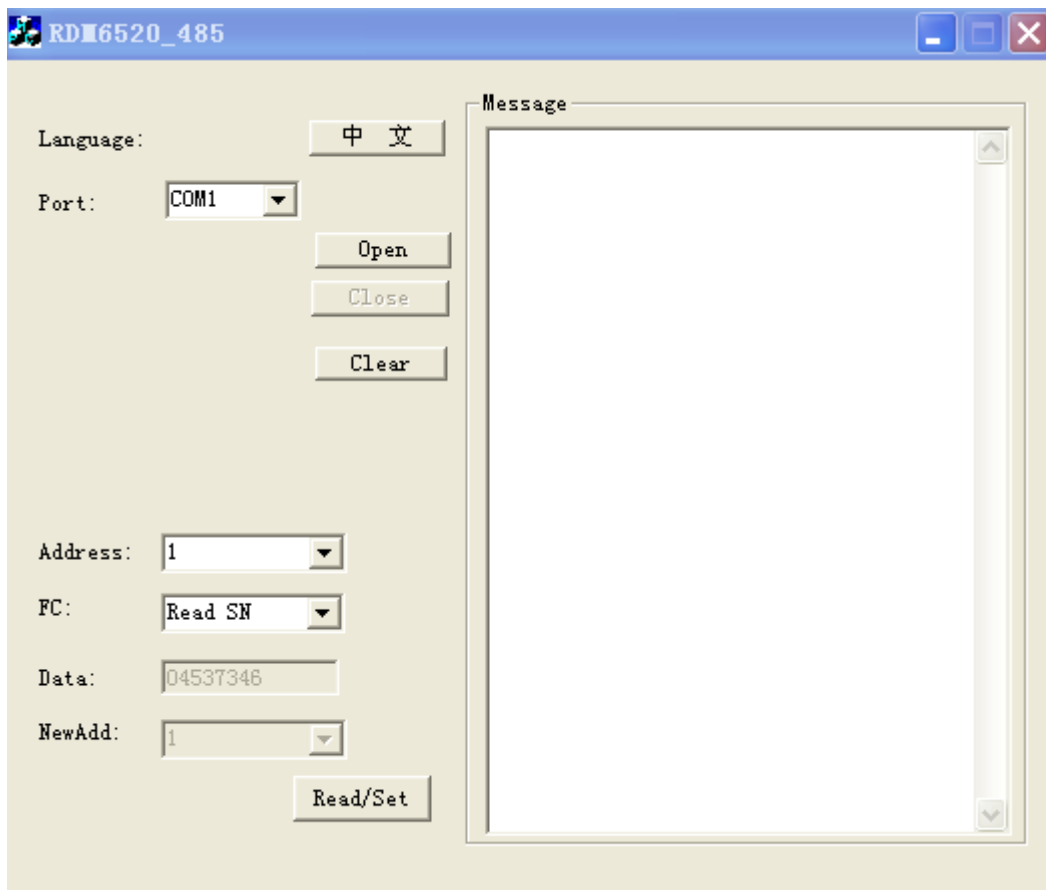 RDM6520_485
Language:
中 文
Port:
COM1
Open
Close
Clear
Address:
1
FC:
Read SN
Data:
04537346
NewAdd:
1
Read/Set
Message